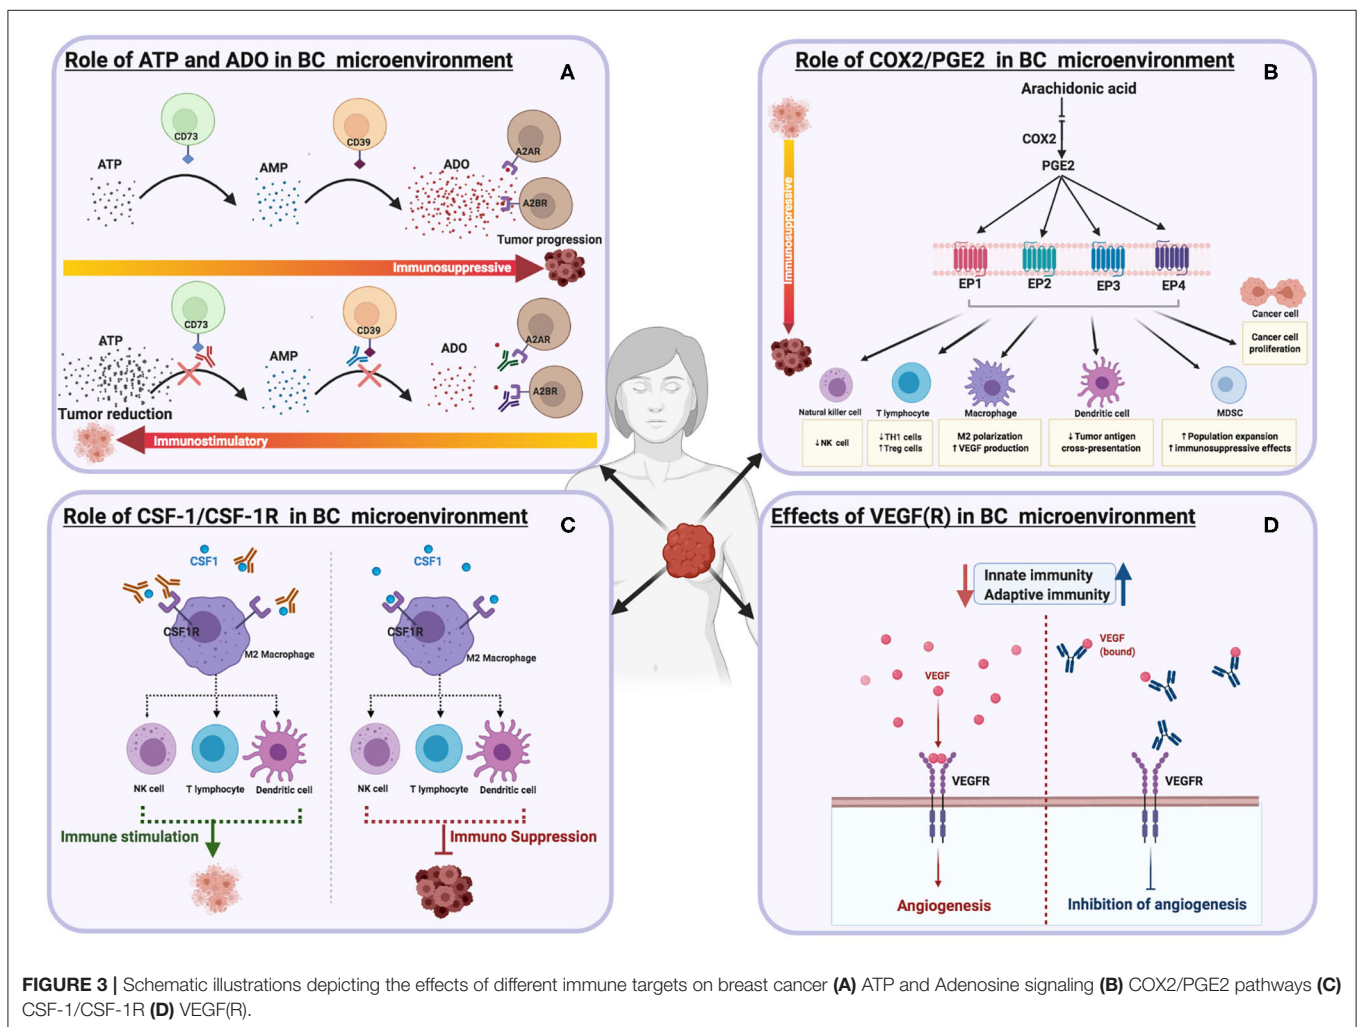 Role of ATP and ADO in BC microenvironment
A
CD73
CD39
A2AR
ATP
AMP
ADO
A2BR
Tumor progression
Immunosuppressive
CD73
CD39
A2AR
ATP
AMP
ADO
A2BR
Tumor reduction
Immunostimulatory
Role of COX2/PGE2 in BC microenvironment
B
Arachidonic acid
COX2
PGE2
Immunosuppressive
EP1
EP2
EP3
EP4
Cancer cell
Cancer cell
proliferation
Natural killer cell
T lymphocyte
Macrophage
Dendritic cell
MDSC
↓NK cell
↓TH1 cells
↑Treg cells
M2 polarization
↑ VEGF production
↓Tumor antigen
cross-presentation
↑ Population expansion
↑ immunosuppressive effects
Role of CSF-1/CSF-1R in BC microenvironment
C
CSF1
CSF1R
M2 Macrophage
NK cell
T lymphocyte
Dendritic cell
Immune stimulation
CSF1
CSF1R
M2 Macrophage
NK cell
T lymphocyte
Dendritic cell
Immuno Suppression
Effects of VEGF(R) in BC microenvironment
D
Innate immunity
Adaptive immunity
VEGF
VEGF
(bound)
VEGFR
VEGFR
Angiogenesis
Inhibition of angiogenesis
FIGURE 3 | Schematic illustrations depicting the effects of different immune targets on breast cancer (A) ATP and Adenosine signaling (B) COX2/PGE2 pathways (C)
CSF-1/CSF-1R (D) VEGF(R).